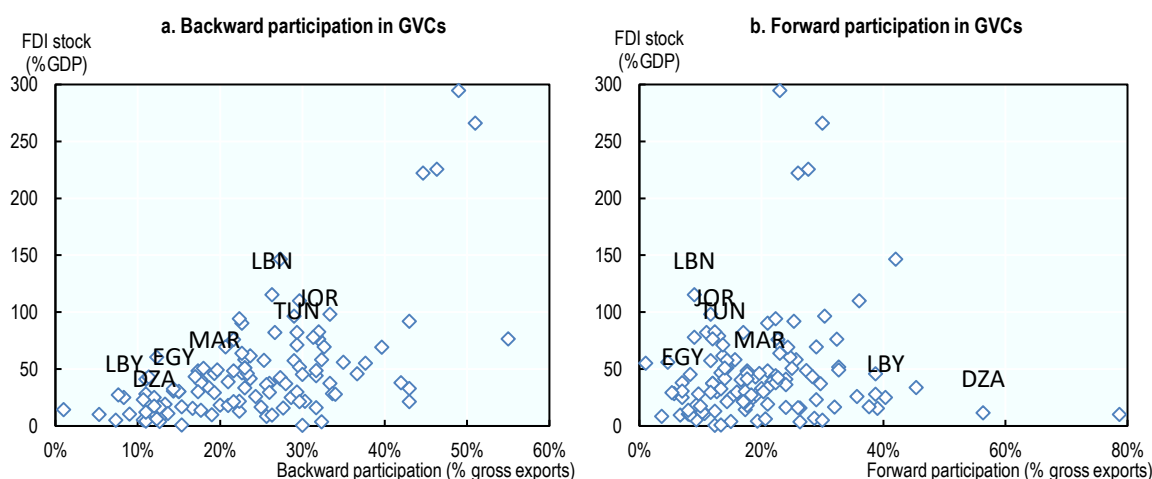 a. Backward participation in GVCs
FDI stock
(%GDP)
300
250
200
150
100
50
0
LBN
JOR
TUN
MAR
EGY
LBY
DZA
0% 10% 20% 30% 40% 50% 60%
Backward participation (% gross exports)
b. Forward participation in GVCs
FDI stock
(%GDP)
300
250
200
150
100
50
0
LBN
JOR
TUN
MAR
EGY
LBY
DZA
0% 20% 40% 60% 80%
Forward participation (% gross exports)